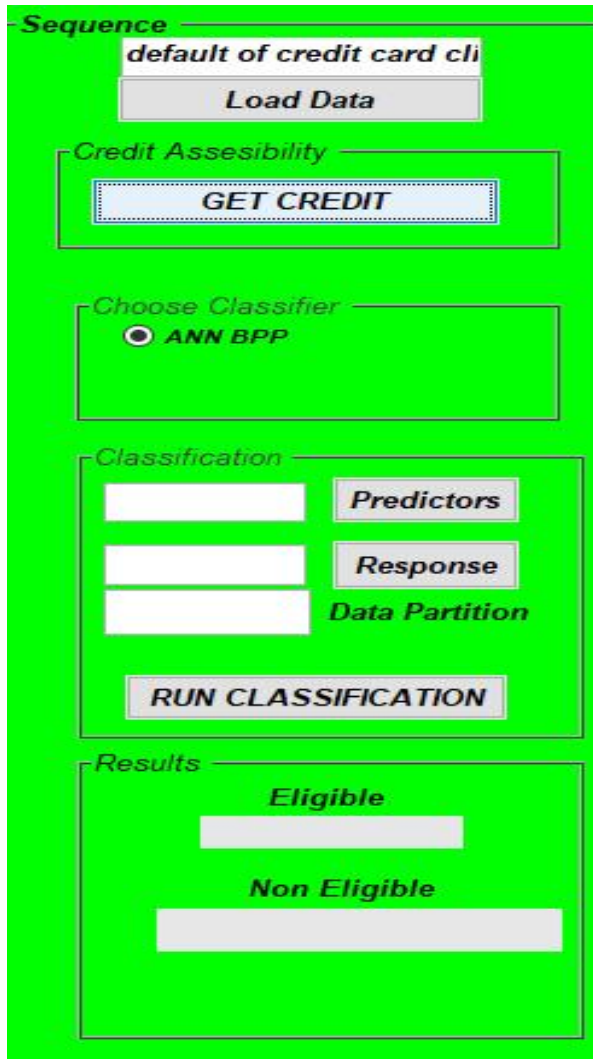 Sequence
default of credit card cli
Load Data
Credit Assesibility
GET CREDIT
Choose Classifier
ANN BPP
Classification
Predictors
Response
Data Partition
RUN CLASSIFICATION
Results
Eligible
Non Eligible